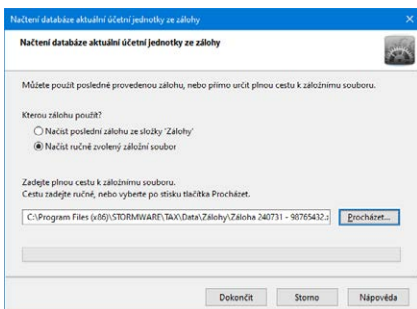 Načtení databáze aktuální účetní jednotky ze zálohy
Načtení databáze aktuální účetní jednotky ze zálohy
Můžete použít posledně provedenou zálohu, nebo přímo určit plnou cestu k záložnímu souboru.
Kterou zálohu použít?
Načíst poslední zálohu ze složky 'Zálohy'
Načíst ručně zvolený záložní soubor
Zadejte plnou cestu k záložnímu souboru.
Cestu zadejte ručně, nebo vyberte po stisku tlačítka Procházet.
C:\Program Files (x86)\STORMWARE\TAX\Data\Zálohy\Záloha 240731 - 98765432.z
Procházet...
Dokončit
Storno
Nápověda